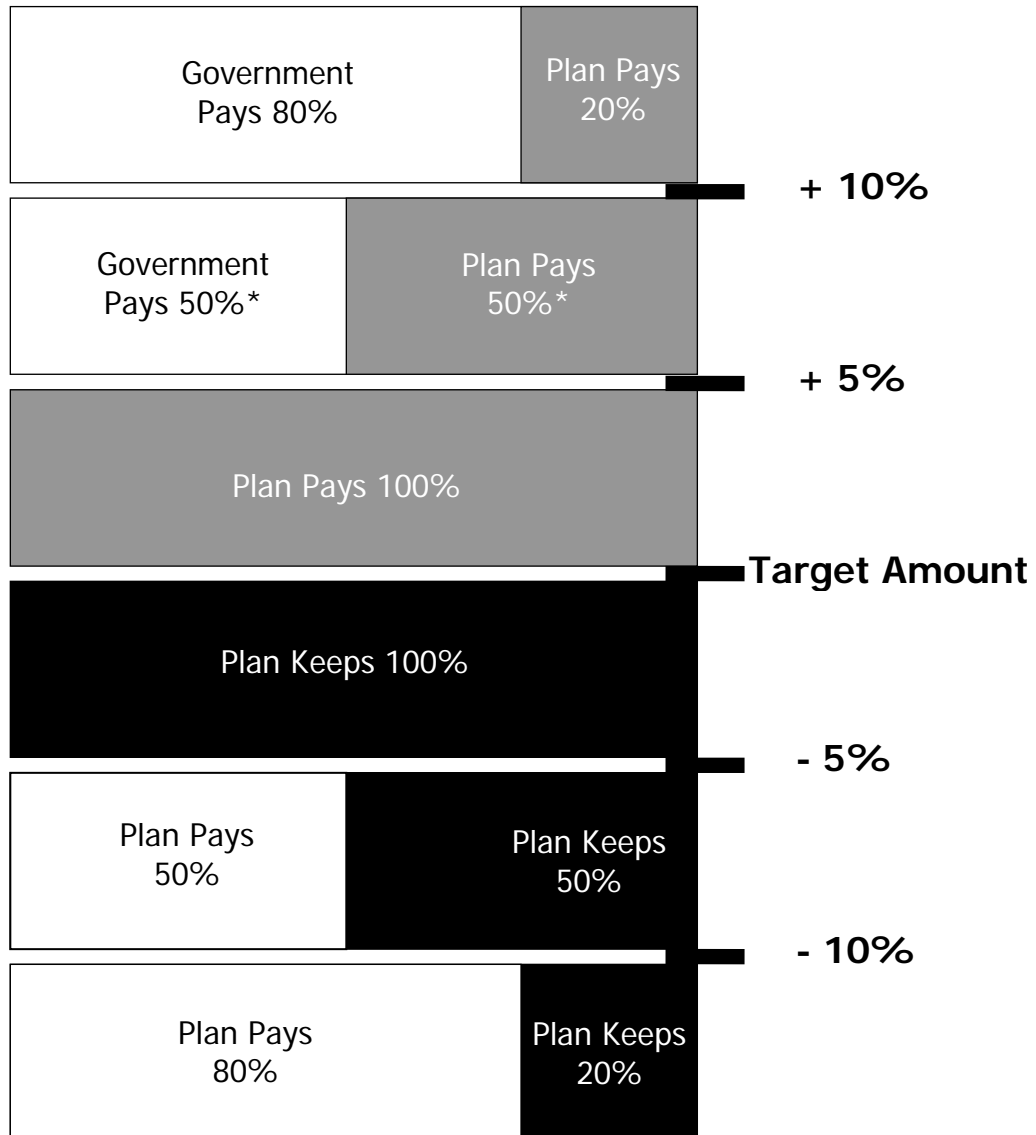 Government
Pays 80%
Plan Pays
20%
+ 10%
Government
Pays 50%*
Plan Pays
50%*
+ 5%
Plan Pays 100%
Target Amount
Plan Keeps 100%
- 5%
Plan Pays
50%
Plan Keeps
50%
- 10%
Plan Pays
80%
Plan Keeps
20%